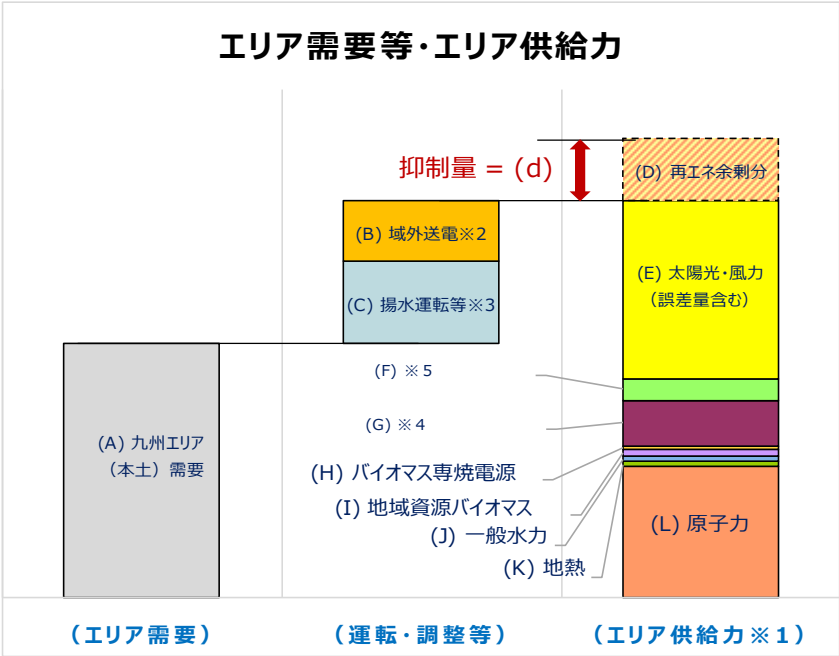 エリア需要等・エリア供給力
抑制量 = (d)
(D) 再エネ余剰分
(B) 域外送電※2
(C) 揚水運転等※3
(E) 太陽光・風力
（誤差量含む）
(F) ※5
(G) ※4
(A) 九州エリア
（本土）需要
(H) バイオマス専焼電源
(I) 地域資源バイオマス
(J) 一般水力
(K) 地熱
(L) 原子力
（エリア需要）
（運転・調整等）
（エリア供給力※1）